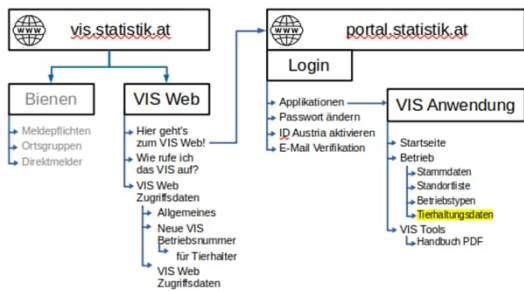 WWW
vis.statistik.at
Bienen
Meldepflichten
Ortsgruppen
Direktmelder
VIS Web
Hier geht's
zum VIS Web!
Wie rufe ich
das VIS auf?
VIS Web
Zugriffsdaten
Allgemeines
Neue VIS
Betriebsnummer
für Tierhalter
VIS Web
Zugriffsdaten
WWW
portal.statistik.at
Login
Applikationen
Passwort ändern
ID Austria aktivieren
E-Mail Verifikation
VIS Anwendung
Startseite
Betrieb
Stammdaten
Standortliste
Betriebstypen
Tierhaltungsdaten
VIS Tools
Handbuch PDF